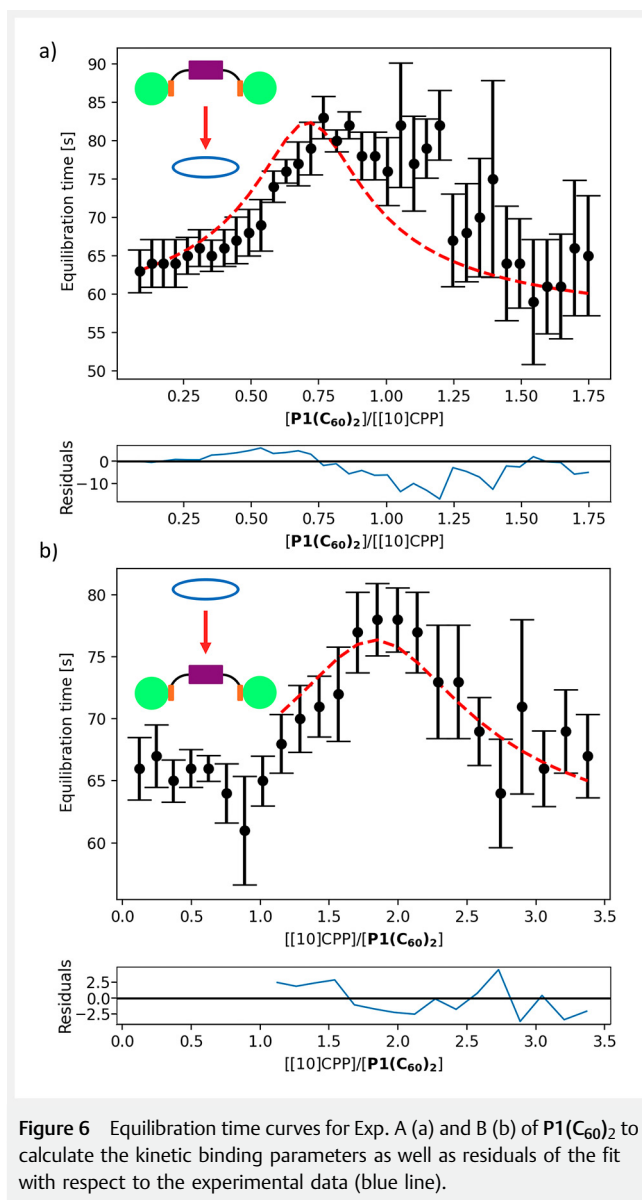 a)
90
85
80
75
70
65
60
55
50
Equilibration time [s]
0.25 0.50 0.75 1.00 1.25 1.50 1.75
[P1(C₆₀)₂]/[[10]CPP]
Residuals
0
−10
0.25 0.50 0.75 1.00 1.25 1.50 1.75
[P1(C₆₀)₂]/[[10]CPP]
b)
80
75
70
65
60
Equilibration time [s]
0.0 0.5 1.0 1.5 2.0 2.5 3.0 3.5
[[10]CPP]/[P1(C₆₀)₂]
Residuals
2.5
0.0
−2.5
0.0 0.5 1.0 1.5 2.0 2.5 3.0 3.5
[[10]CPP]/[P1(C₆₀)₂]
Figure 6 Equilibration time curves for Exp. A (a) and B (b) of P1(C₆₀)₂ to
calculate the kinetic binding parameters as well as residuals of the fit
with respect to the experimental data (blue line).